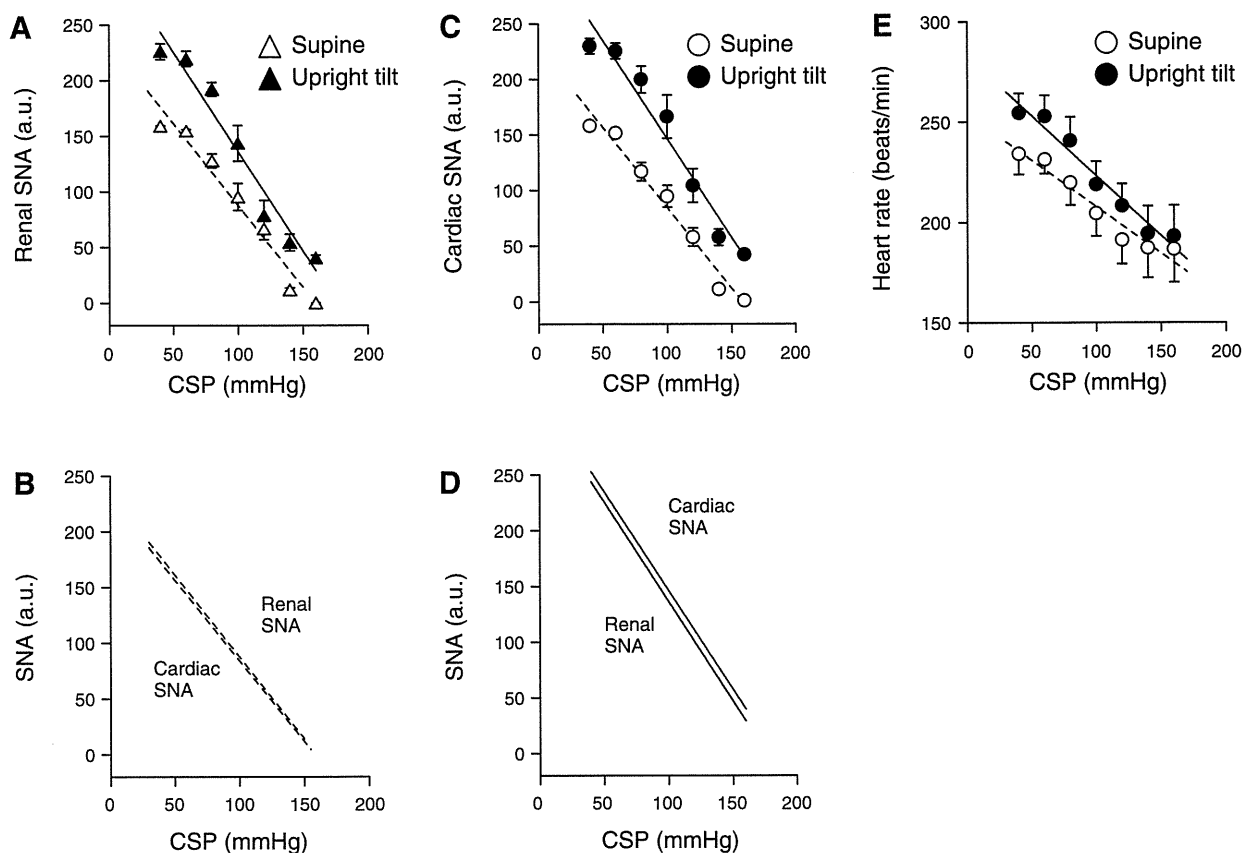 A
Renal SNA (a.u.)
250
200
150
100
50
0
Supine
Upright tilt
0 50 100 150 200
CSP (mmHg)
C
Cardiac SNA (a.u.)
250
200
150
100
50
0
Supine
Upright tilt
0 50 100 150 200
CSP (mmHg)
E
Heart rate (beats/min)
300
250
200
150
Supine
Upright tilt
0 50 100 150 200
CSP (mmHg)
B
SNA (a.u.)
250
200
150
100
50
0
Renal
SNA
Cardiac
SNA
0 50 100 150 200
CSP (mmHg)
D
SNA (a.u.)
250
200
150
100
50
0
Cardiac
SNA
Renal
SNA
0 50 100 150 200
CSP (mmHg)